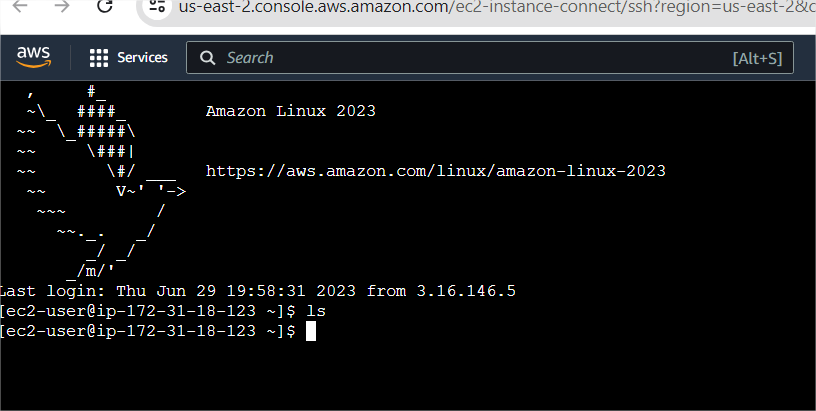 us-east-2.console.aws.amazon.com/ec2-instance-connect/ssh?region=us-east-2&c
aws Services Search [Alt+S]
   ,     #_
   ~\_  ####_        Amazon Linux 2023
  ~~  \_#####\
  ~~     \###|
  ~~       \#/ ___   https://aws.amazon.com/linux/amazon-linux-2023
   ~~       V~' '->
    ~~~         /
      ~~._.   _/
         _/ _/
       _/m/'
Last login: Thu Jun 29 19:58:31 2023 from 3.16.146.5
[ec2-user@ip-172-31-18-123 ~]$ ls
[ec2-user@ip-172-31-18-123 ~]$